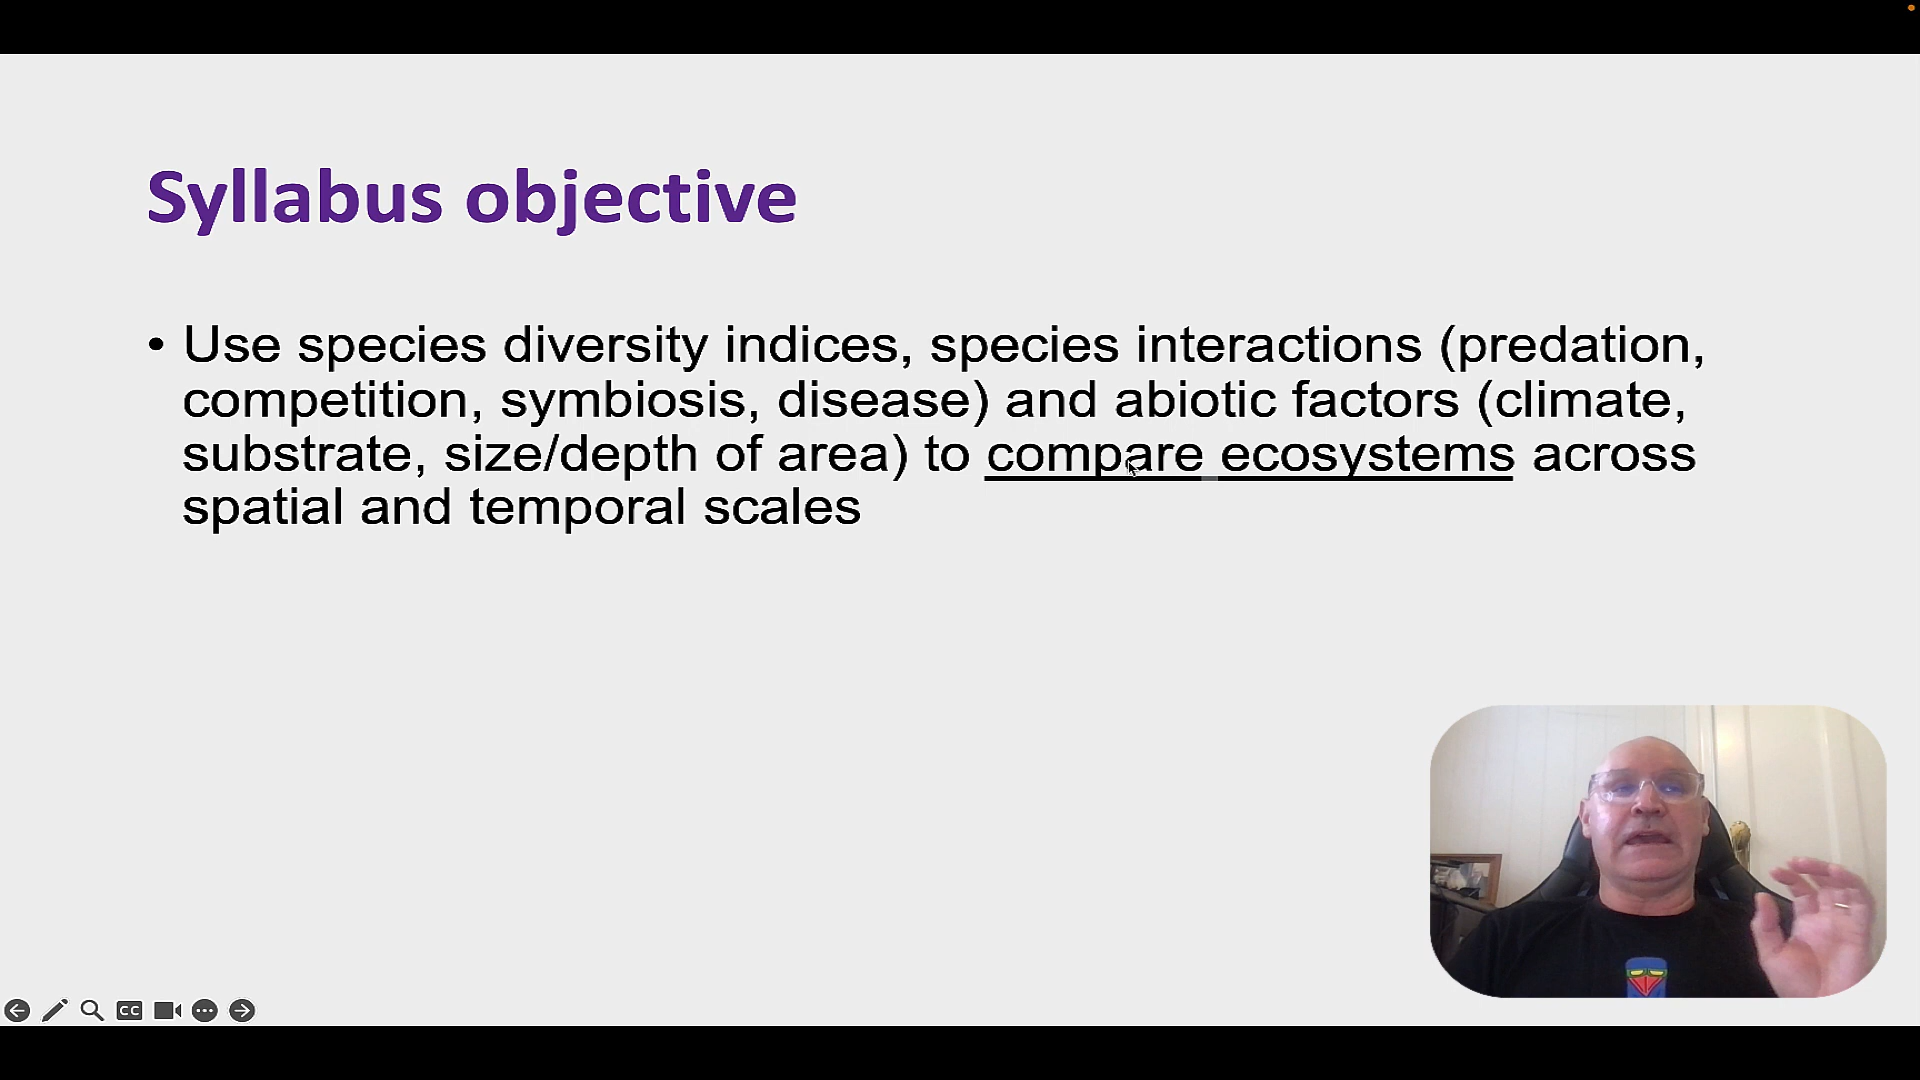 Syllabus objective
• Use species diversity indices, species interactions (predation,
competition, symbiosis, disease) and abiotic factors (climate,
substrate, size/depth of area) to compare ecosystems across
spatial and temporal scales
CC